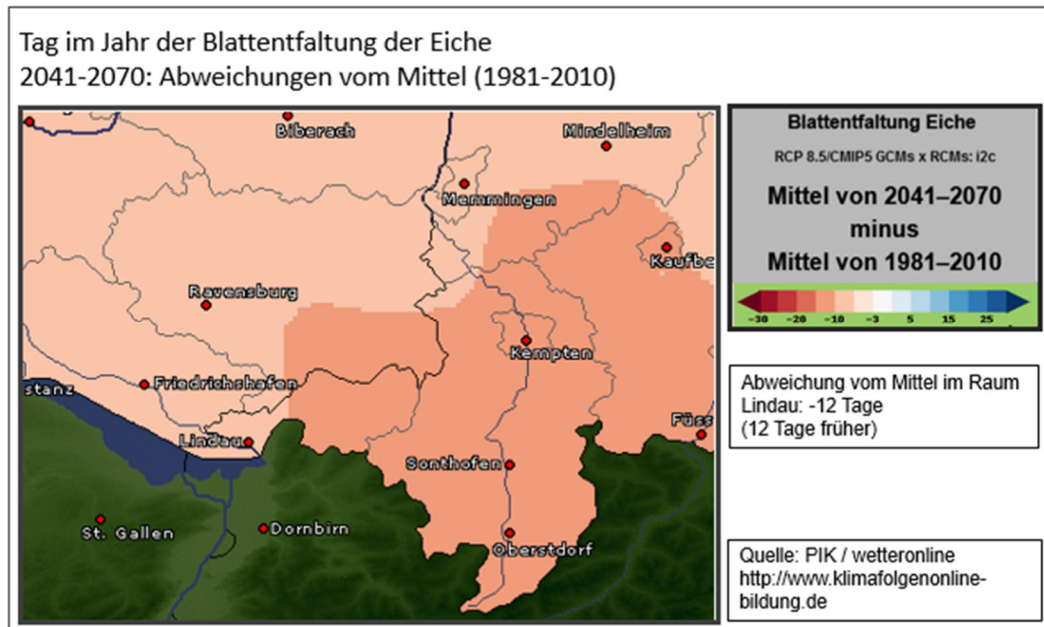 Tag im Jahr der Blattentfaltung der Eiche
2041-2070: Abweichungen vom Mittel (1981-2010)
Biberach
Mindelheim
Memmingen
Kaufbe
Ravensburg
Kempten
Friedrichshafen
stanz
Füss
Lindau
Sonthofen
St. Gallen
Dornbirn
Oberstdorf
Blattentfaltung Eiche
RCP 8.5/CMIP5 GCMs x RCMs: i2c
Mittel von 2041–2070
minus
Mittel von 1981–2010
-30 -20 -10 -3 5 15 25
Abweichung vom Mittel im Raum
Lindau: -12 Tage
(12 Tage früher)
Quelle: PIK / wetteronline
http://www.klimafolgenonline-
bildung.de